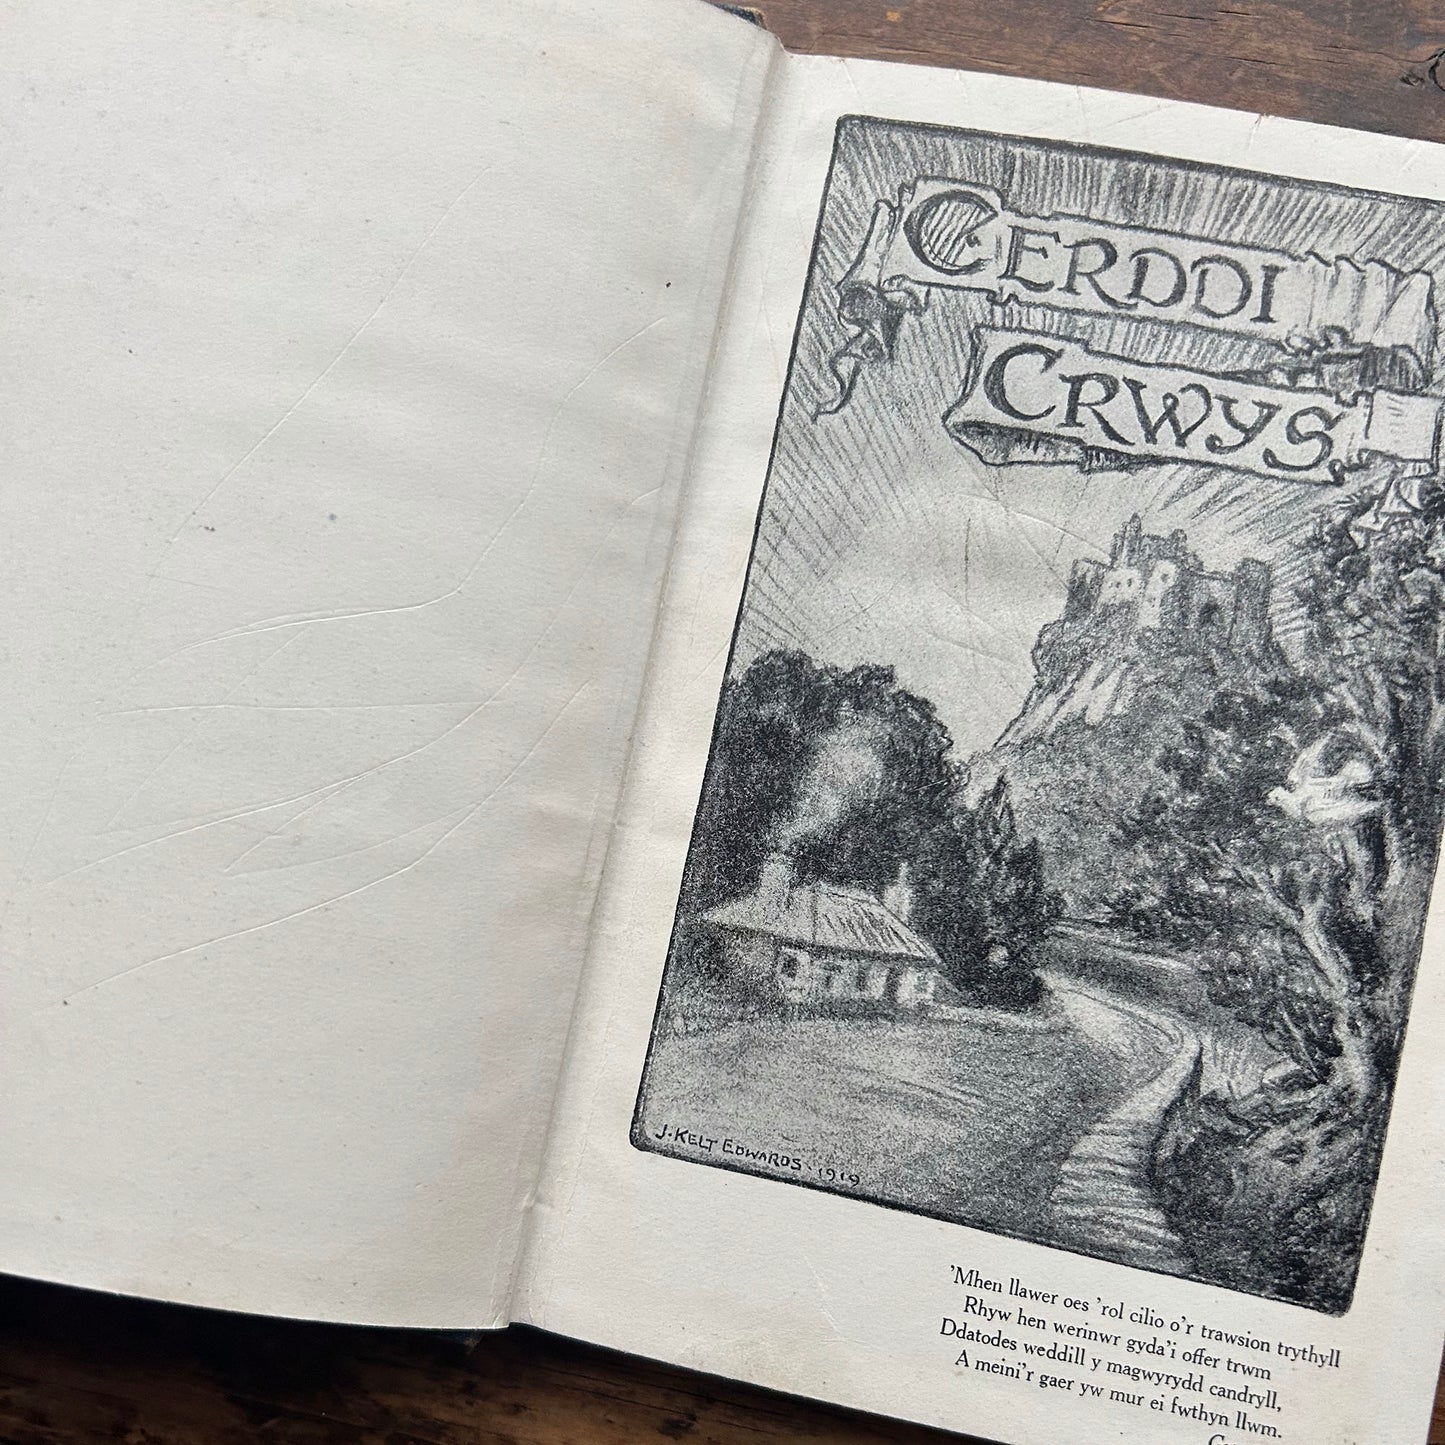 CERDDI
CRWYS
J. KELT EDWARDS. 1919
'Mhen llawer oes 'rol cilio o'r trawsion trythyll
Rhyw hen werinwr gyda'i offer trwm
Ddatodes weddill y magwyrydd candryll,
A meini'r gaer yw mur ei fwthyn llwm.